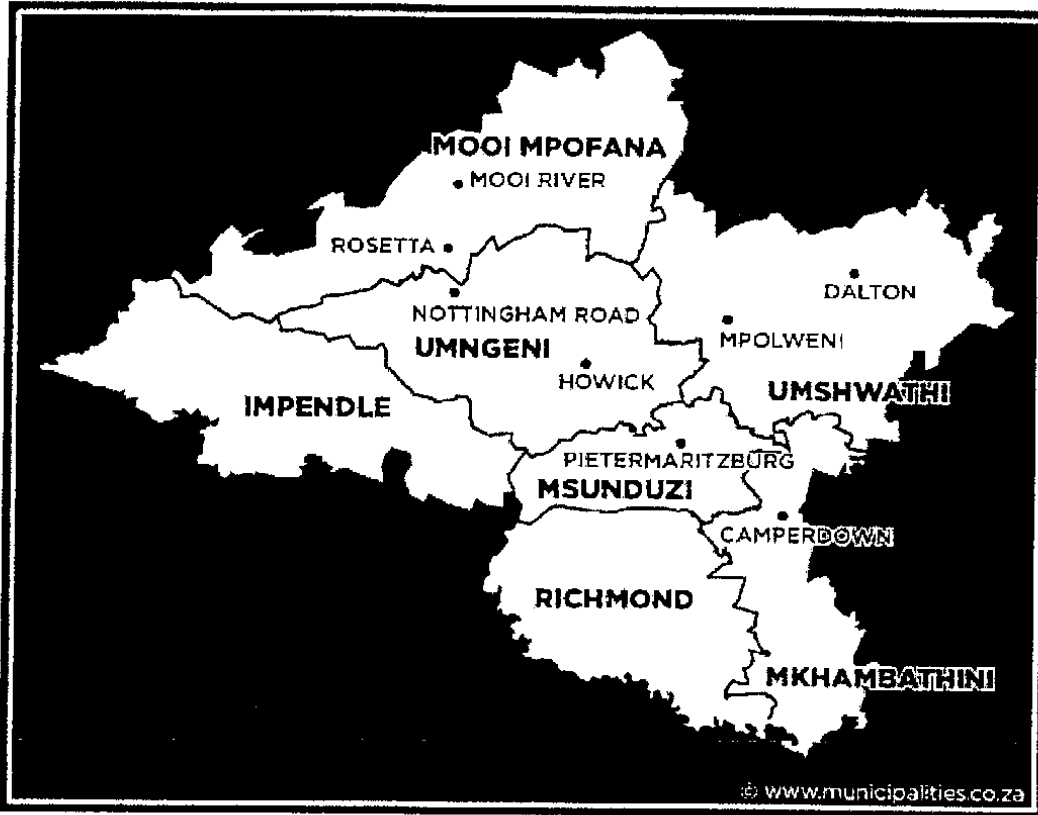 MOOI MPOFANA
MOOI RIVER
ROSETTA
DALTON
NOTTINGHAM ROAD
MPOLWENI
UMNGENI
HOWICK
UMSHWATHI
IMPENDLE
PIETERMARITZBURG
MSUNDUZI
CAMPERDOWN
RICHMOND
MKHAMBATHINI
© www.municipalities.co.za